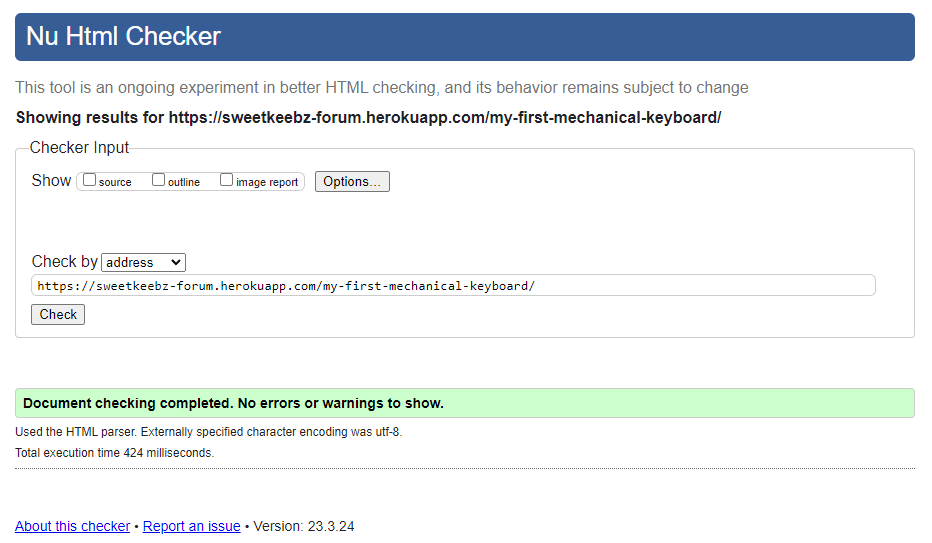 Nu Html Checker
This tool is an ongoing experiment in better HTML checking, and its behavior remains subject to change
Showing results for https://sweetkeebz-forum.herokuapp.com/my-first-mechanical-keyboard/
Checker Input
Show source outline image report Options...
Check by address
https://sweetkeebz-forum.herokuapp.com/my-first-mechanical-keyboard/
Check
Document checking completed. No errors or warnings to show.
Used the HTML parser. Externally specified character encoding was utf-8.
Total execution time 424 milliseconds.
About this checker • Report an issue • Version: 23.3.24